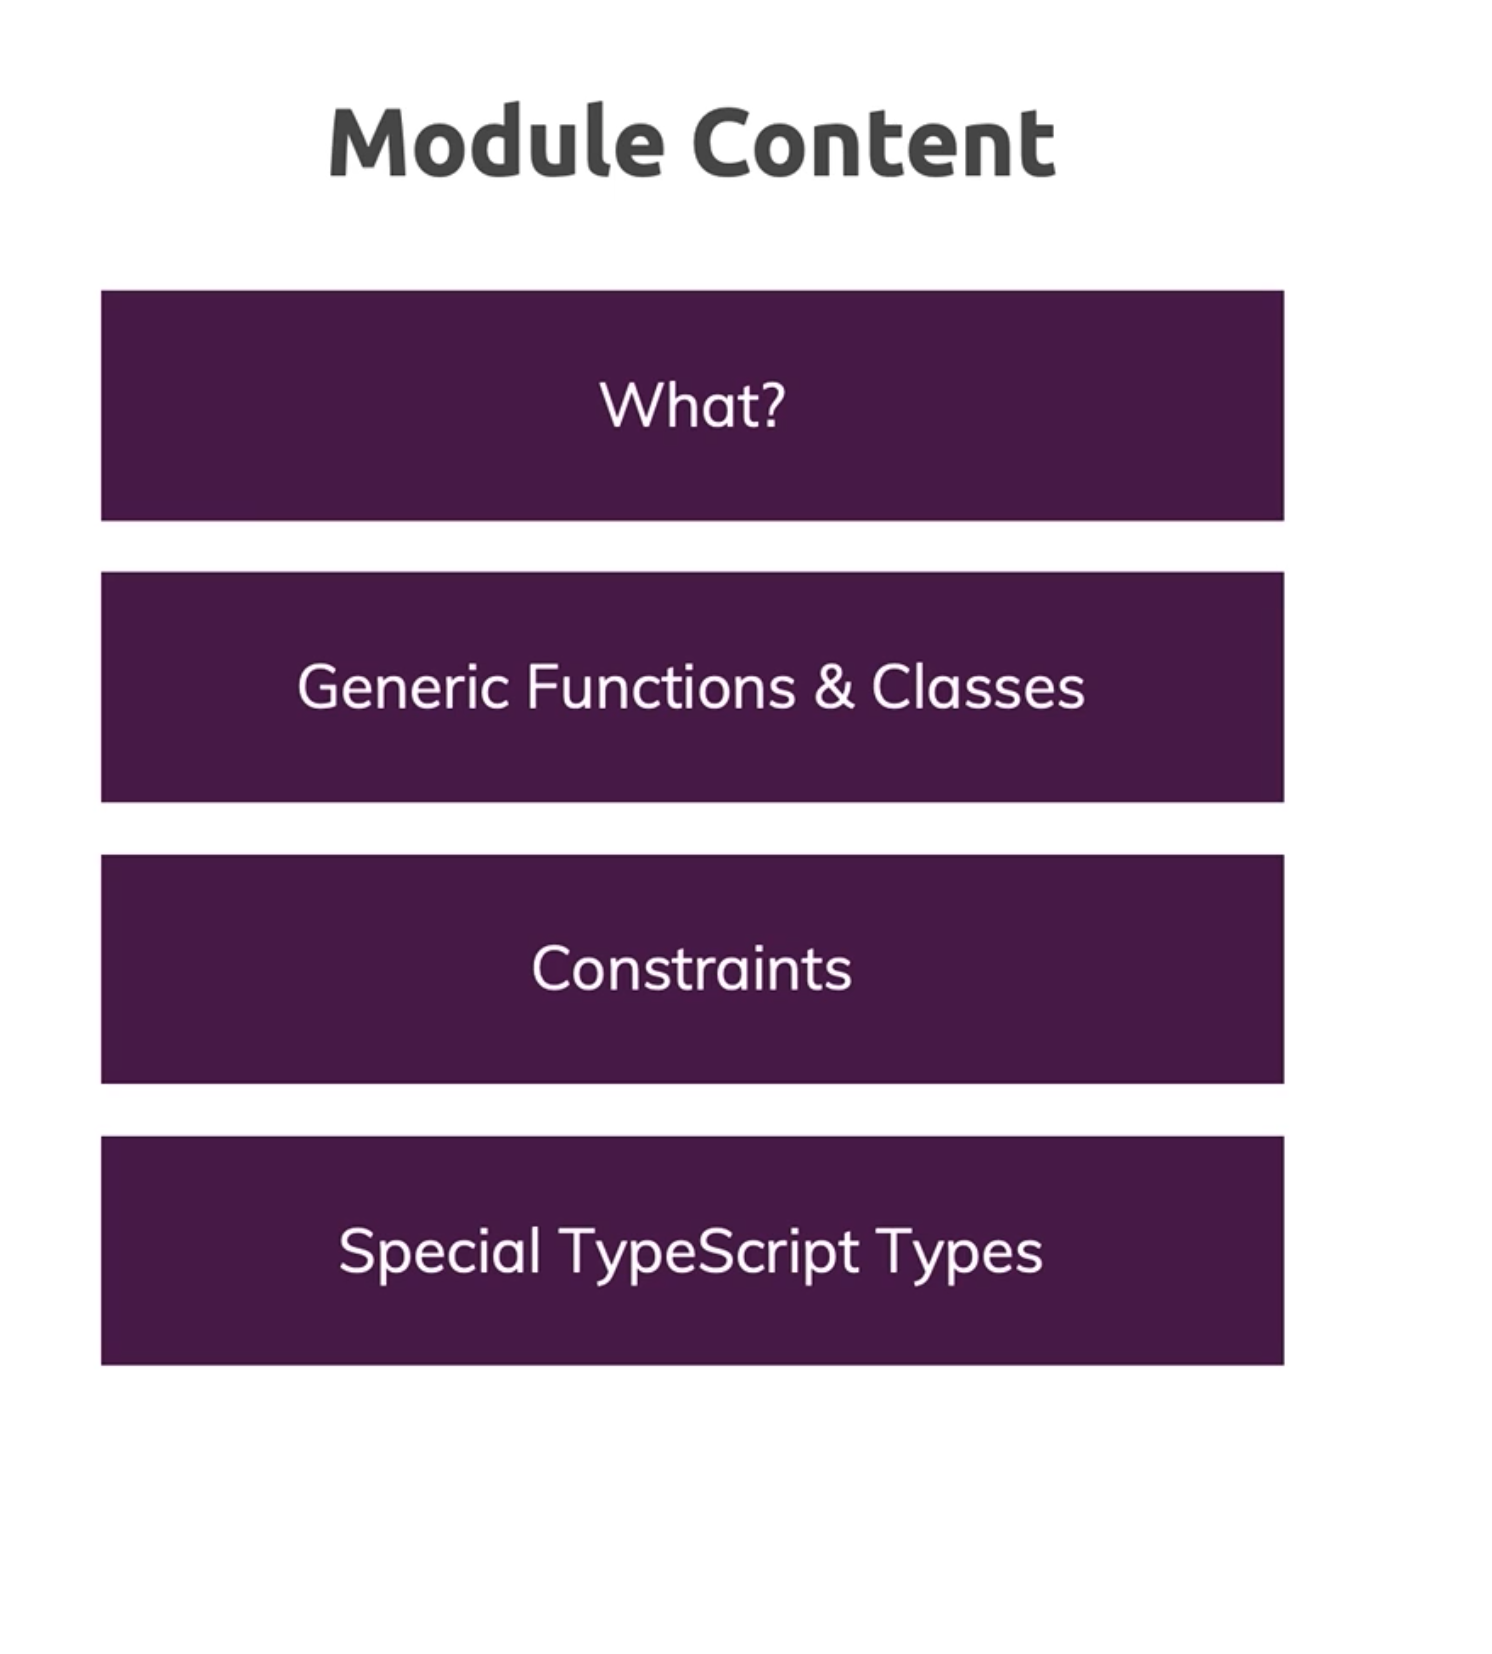 Module Content
What?
Generic Functions & Classes
Constraints
Special TypeScript Types